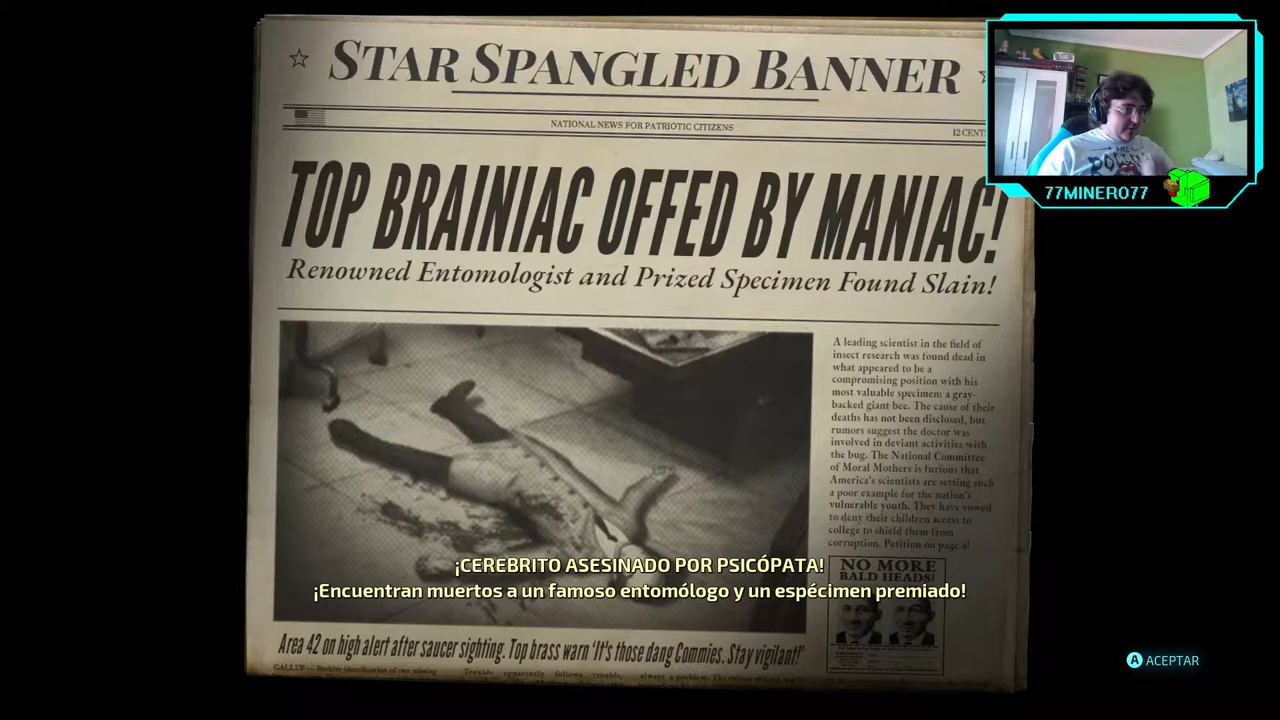 STAR SPANGLED BANNER
NATIONAL NEWS FOR PATRIOTIC CITIZENS
12 CENTS
TOP BRAINIAC OFFED BY MANIAC!
Renowned Entomologist and Prized Specimen Found Slain!
A leading scientist in the field of
insect research was found dead in
what appeared to be a
compromising position with his
most valuable specimen: a gray-
backed giant bee. The cause of their
deaths has not been disclosed, but
rumors suggest the doctor was
involved in deviant activities with
the bug. The National Committee
of Moral Mothers is furious that
America's scientists are setting such
a poor example for the nation's
vulnerable youth. They have vowed
to deny their children access to
college to shield them from
corruption. Petition on page 4!
NO MORE
BALD HEADS!
¡CEREBRITO ASESINADO POR PSICÓPATA!
¡Encuentran muertos a un famoso entomólogo y un espécimen premiado!
Area 42 on high alert after saucer sighting. Top brass warn 'It's those dang Commies. Stay vigilant!'
77MINERO77
A ACEPTAR